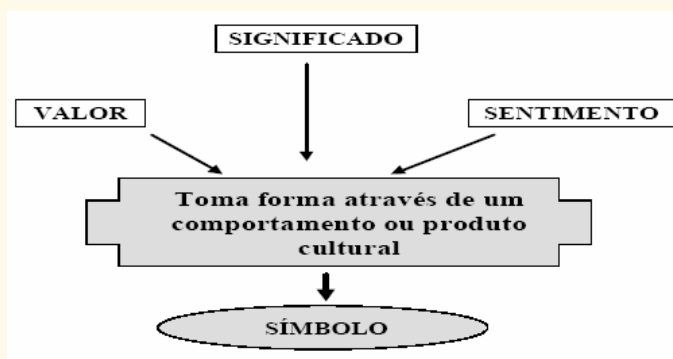 SIGNIFICADO
VALOR
SENTIMENTO
Toma forma através de um
comportamento ou produto
cultural
SÍMBOLO